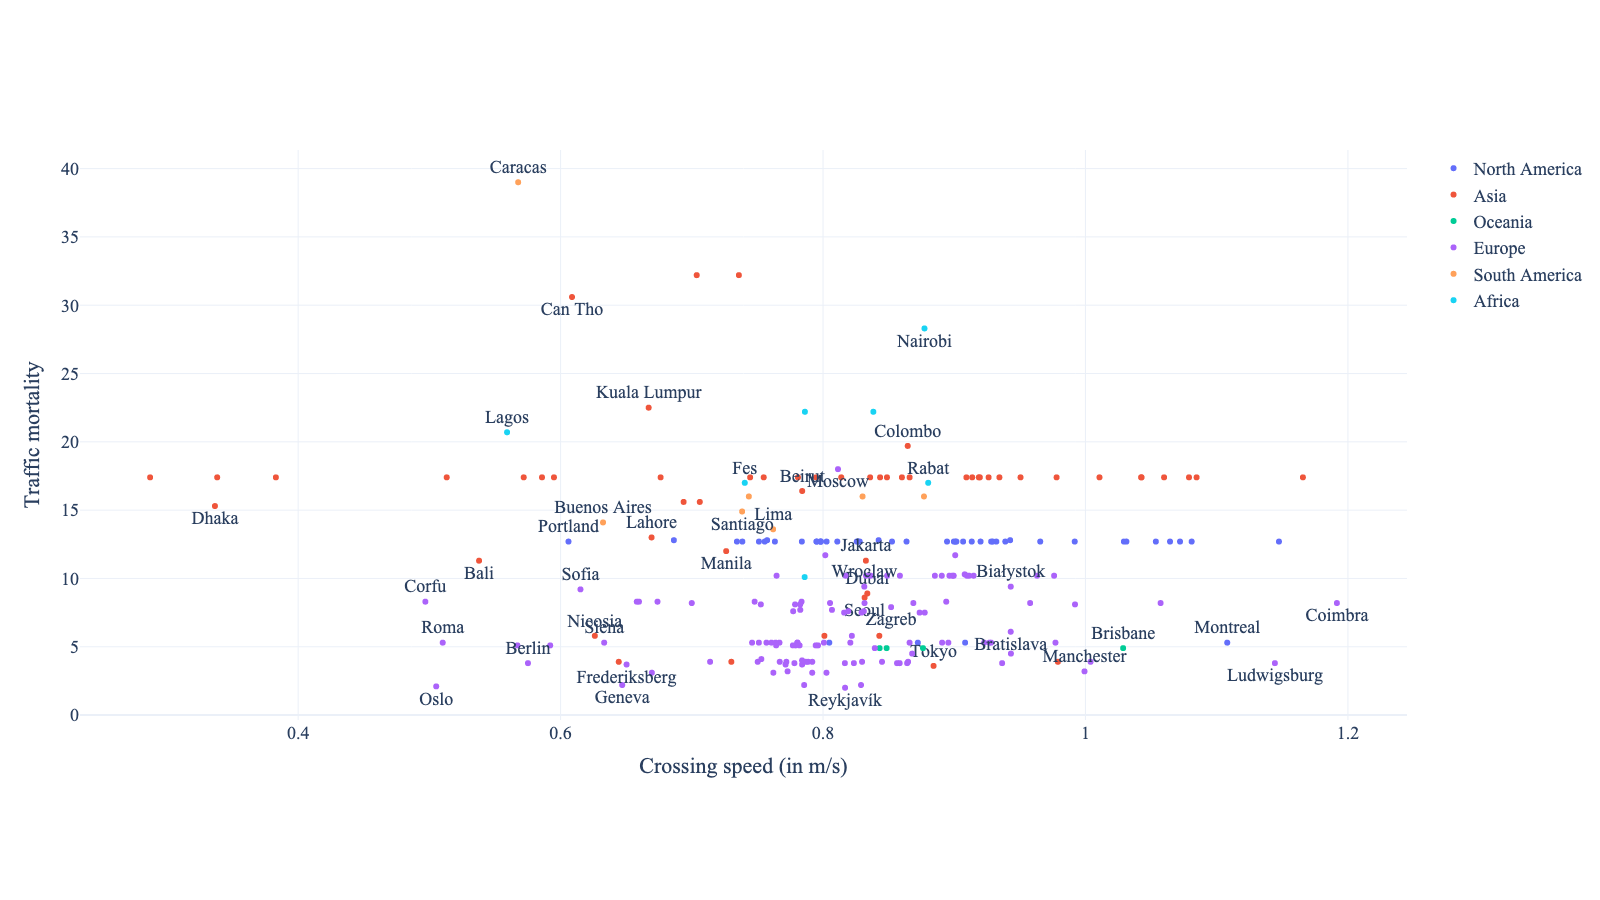 Caracas
Can Tho
Nairobi
Kuala Lumpur
Lagos
Colombo
Fes
Beirut
Moscow
Rabat
Dhaka
Buenos Aires
Portland
Lahore
Santiago
Lima
Manila
Jakarta
Bali
Sofia
Corfu
Wrocław
Dubai
Białystok
Roma
Nicosia
Siena
Seoul
Zagreb
Brisbane
Montreal
Coimbra
Berlin
Tokyo
Bratislava
Manchester
Frederiksberg
Ludwigsburg
Oslo
Geneva
Reykjavík
40
35
30
25
20
15
10
5
0
0.4
0.6
0.8
1
1.2
Crossing speed (in m/s)
Traffic mortality
North America
Asia
Oceania
Europe
South America
Africa